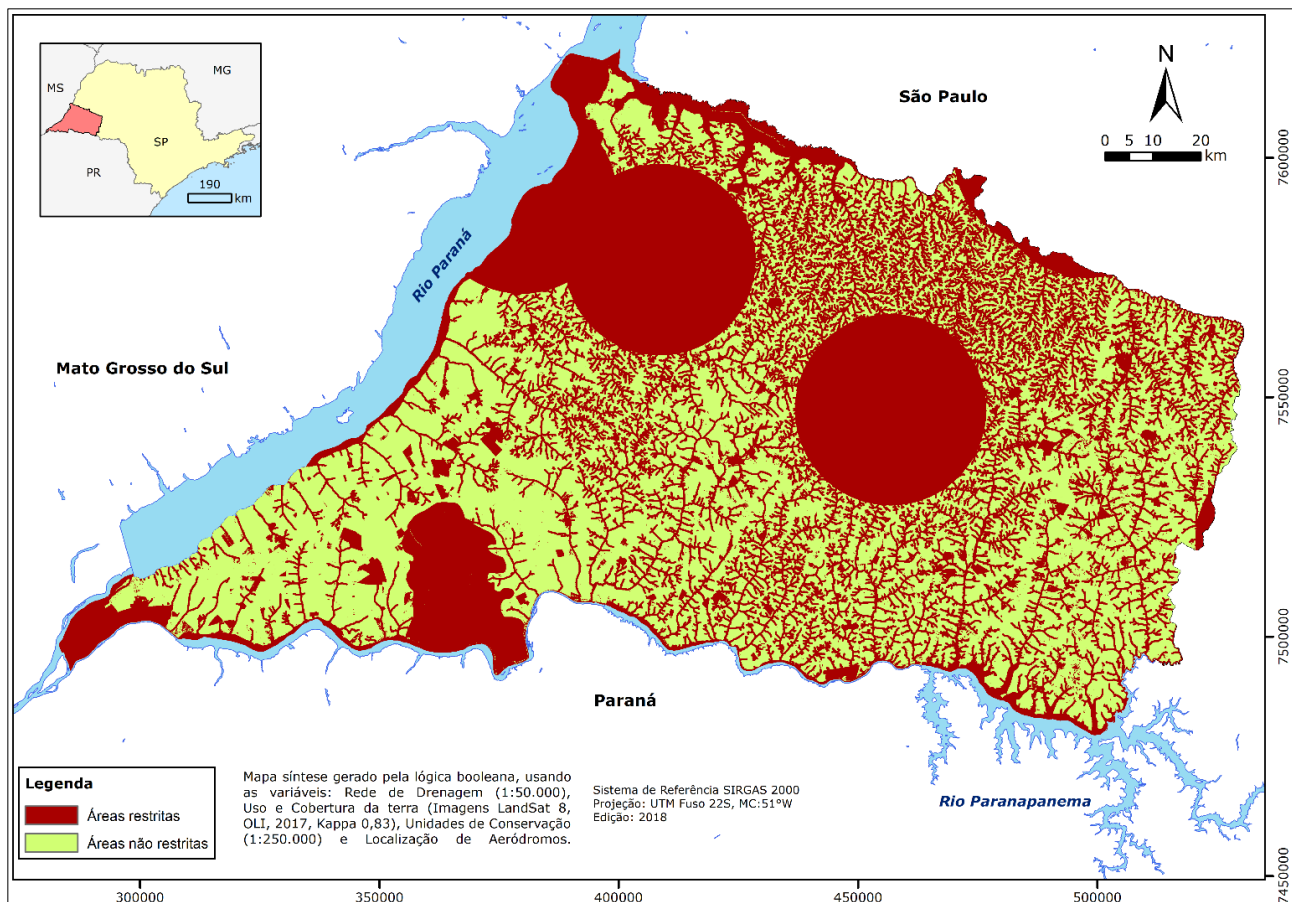 MS
MG
SP
PR
190
km
São Paulo
N
0 5 10 20
km
Rio Paraná
Mato Grosso do Sul
Paraná
Rio Paranapanema
7600000
7550000
7500000
7450000
Legenda
Áreas restritas
Áreas não restritas
Mapa síntese gerado pela lógica booleana, usando
as variáveis: Rede de Drenagem (1:50.000),
Uso e Cobertura da terra (Imagens LandSat 8,
OLI, 2017, Kappa 0,83), Unidades de Conservação
(1:250.000) e Localização de Aeródromos.
Sistema de Referência SIRGAS 2000
Projeção: UTM Fuso 22S, MC:51°W
Edição: 2018
300000 350000 400000 450000 500000